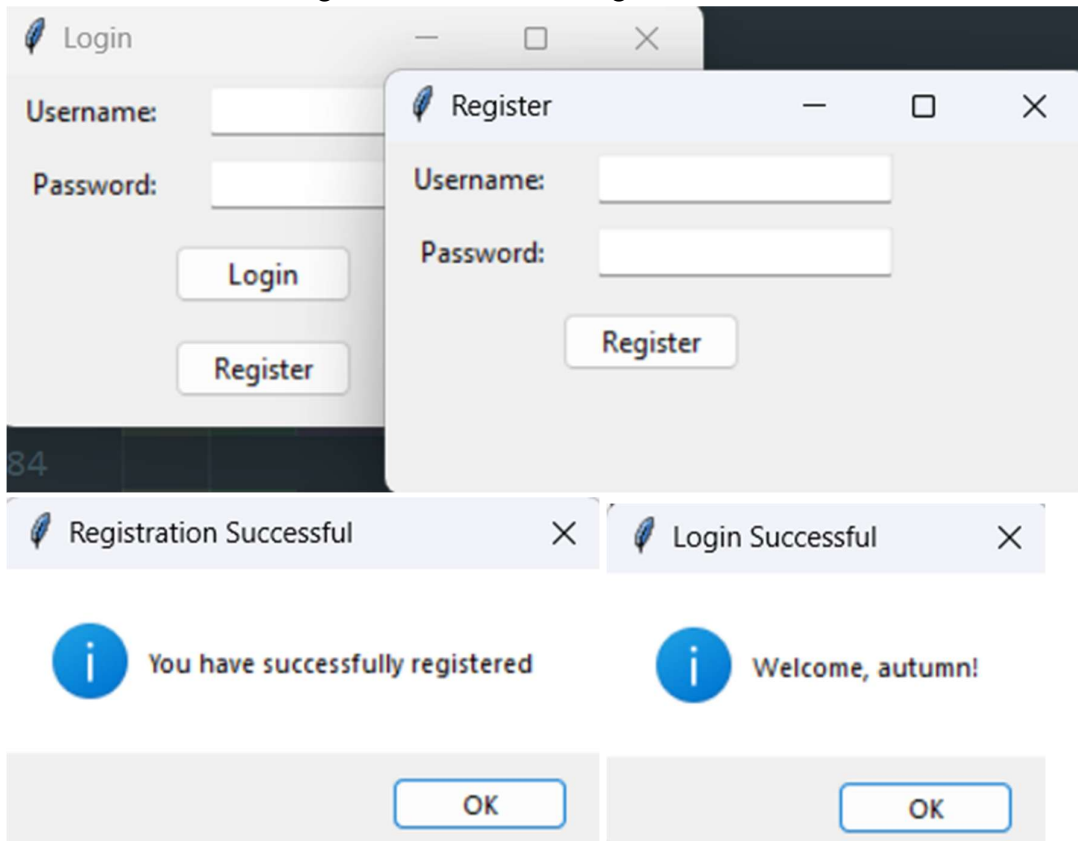 Login
Username:
Password:
Login
Register
Register
Username:
Password:
Register
84
Registration Successful
You have successfully registered
OK
Login Successful
Welcome, autumn!
OK